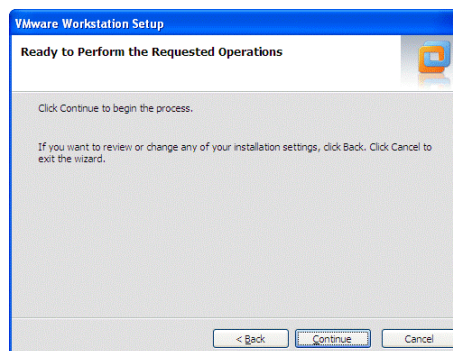 VMware Workstation Setup
Ready to Perform the Requested Operations
Click Continue to begin the process.
If you want to review or change any of your installation settings, click Back. Click Cancel to
exit the wizard.
< Back
Continue
Cancel